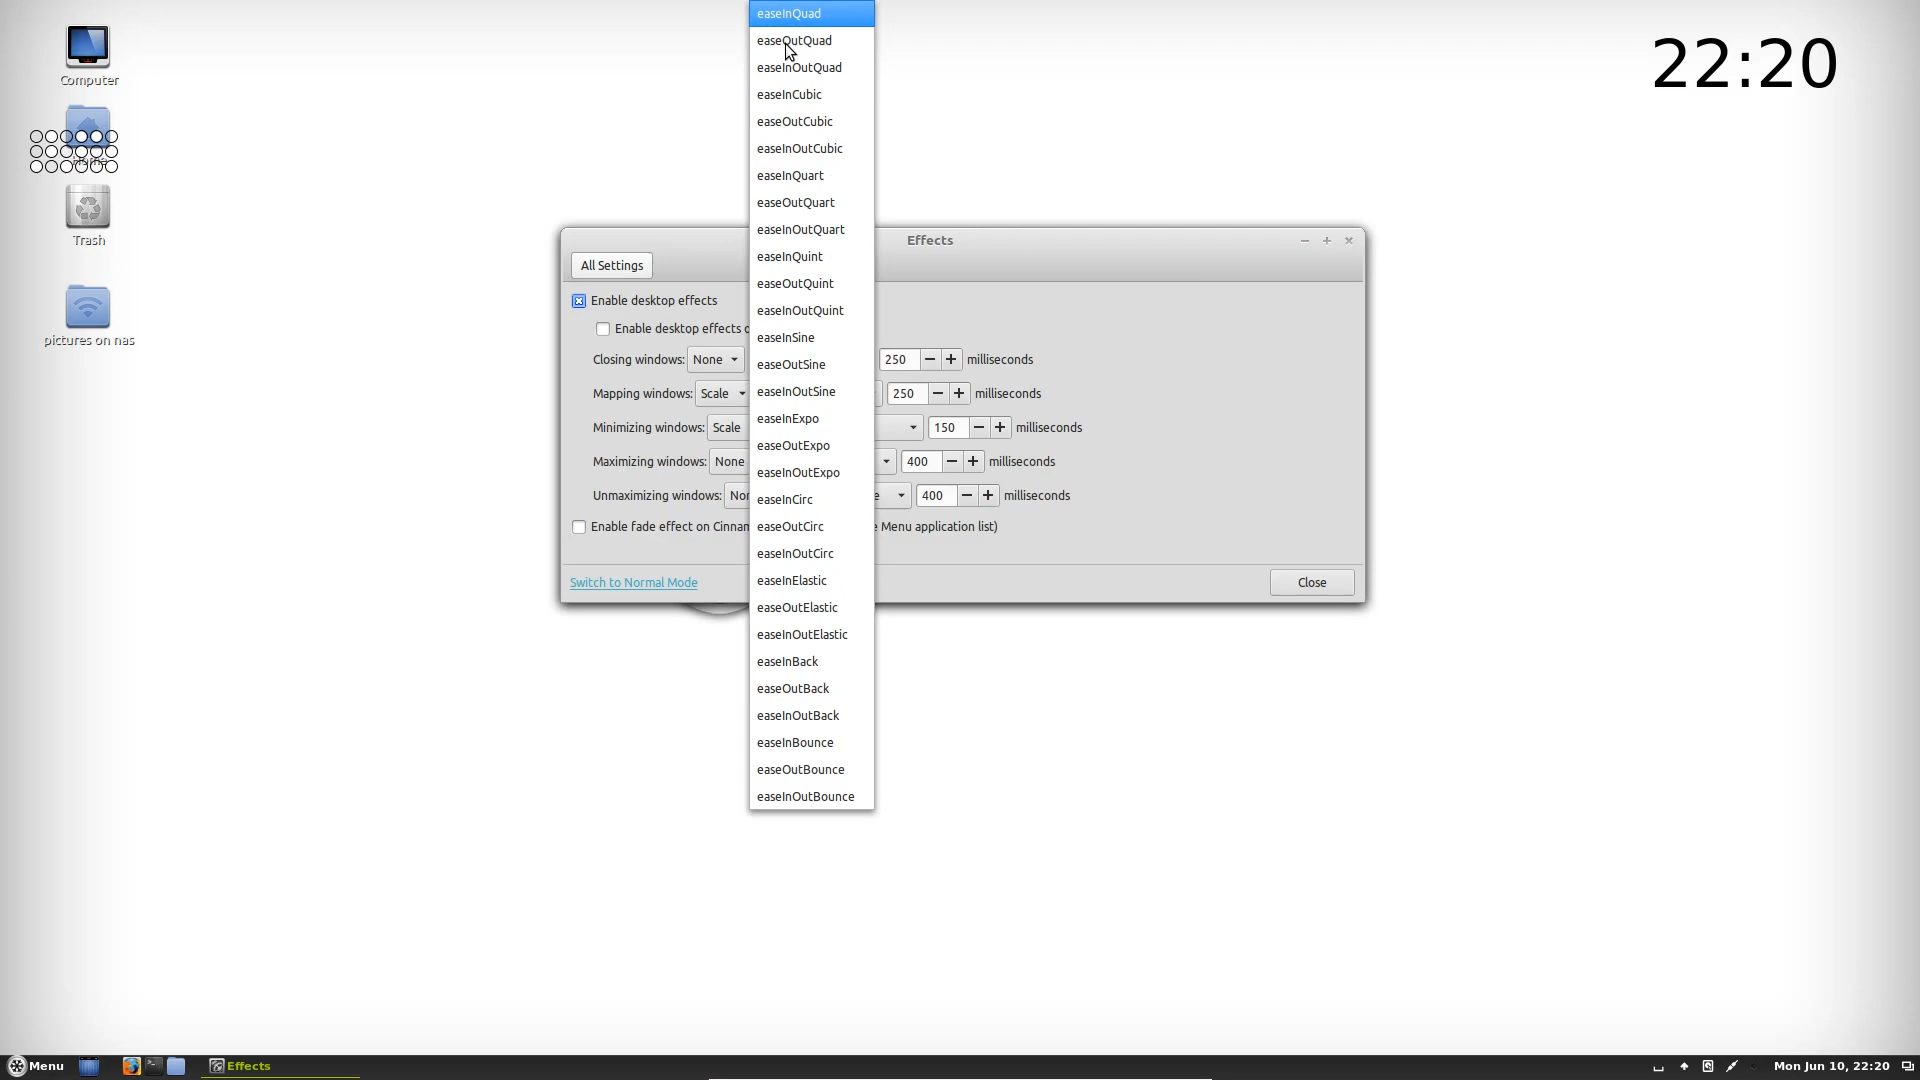 easeInQuad
easeOutQuad
easeInOutQuad
easeInCubic
easeOutCubic
easeInOutCubic
easeInQuart
easeOutQuart
easeInOutQuart
easeInQuint
easeOutQuint
easeInOutQuint
easeInSine
easeOutSine
easeInOutSine
easeInExpo
easeOutExpo
easeInOutExpo
easeInCirc
easeOutCirc
easeInOutCirc
easeInElastic
easeOutElastic
easeInOutElastic
easeInBack
easeOutBack
easeInOutBack
easeInBounce
easeOutBounce
easeInOutBounce
22:20
Computer
Home
Trash
pictures on nas
Effects
All Settings
Enable desktop effects
Enable desktop effects o
Closing windows: None 250 milliseconds
Mapping windows: Scale 250 milliseconds
Minimizing windows: Scale 150 milliseconds
Maximizing windows: None 400 milliseconds
Unmaximizing windows: Non e 400 milliseconds
Enable fade effect on Cinnam e Menu application list)
Switch to Normal Mode
Close
Menu
Effects
Mon Jun 10, 22:20